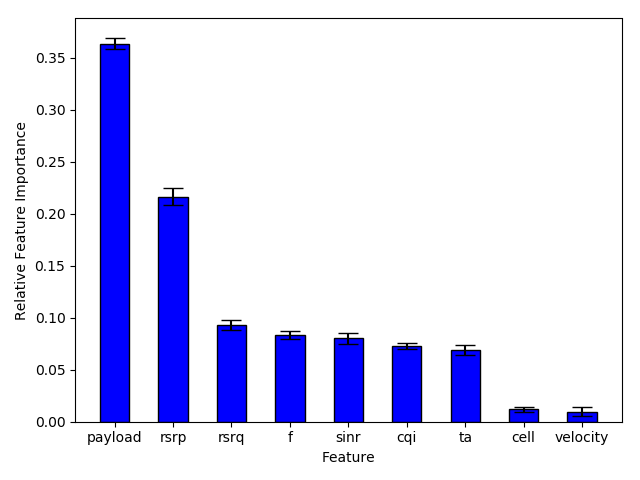 0.35
0.30
0.25
0.20
0.15
0.10
0.05
0.00
Relative Feature Importance
payload rsrp rsrq f sinr cqi ta cell velocity
Feature